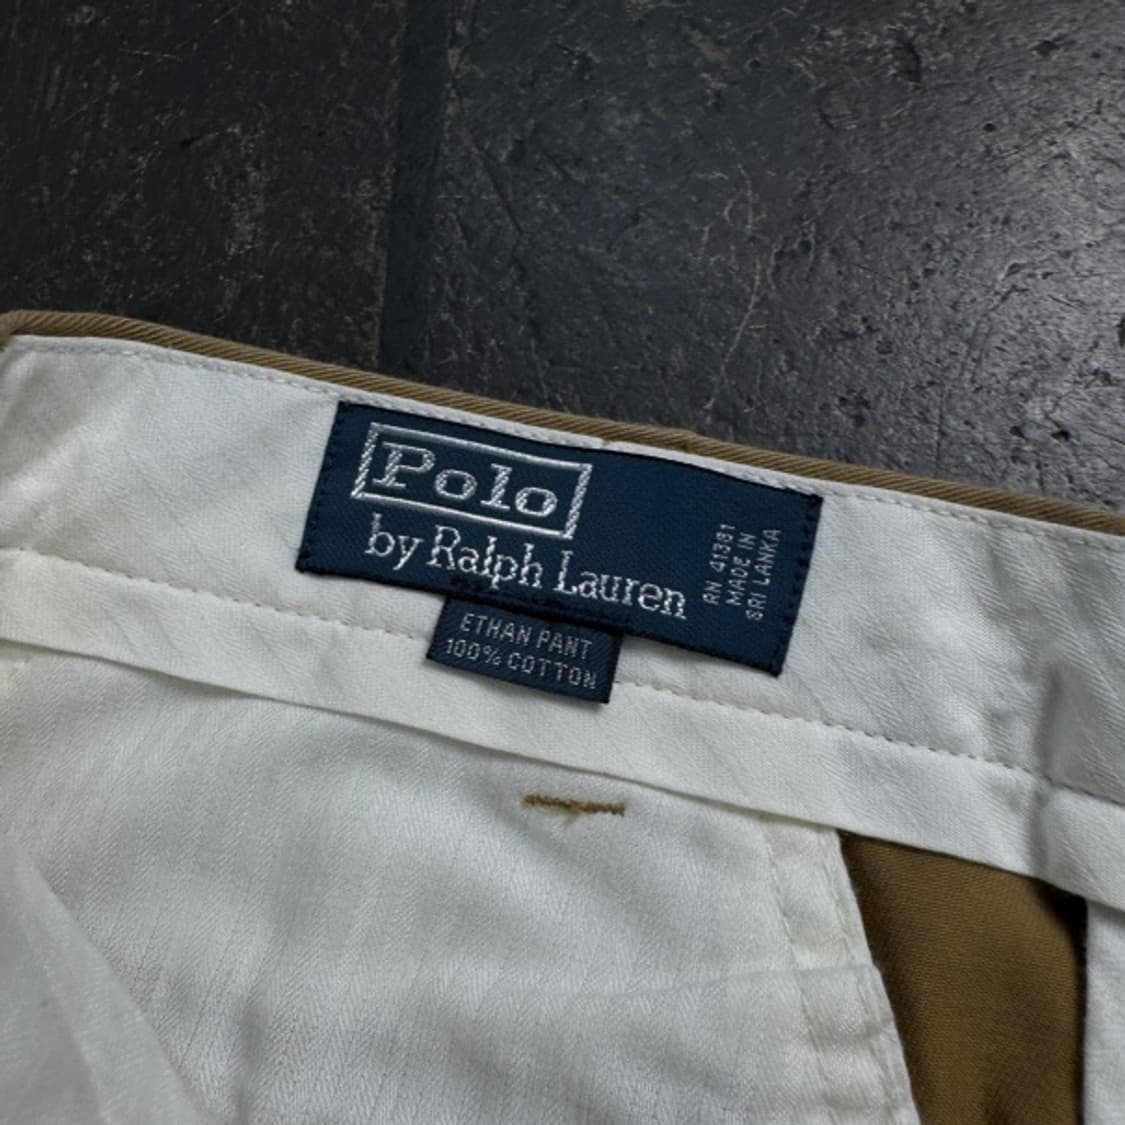 Polo
by Ralph Lauren
RN 41381
MADE IN
SRI LANKA
ETHAN PANT
100% COTTON